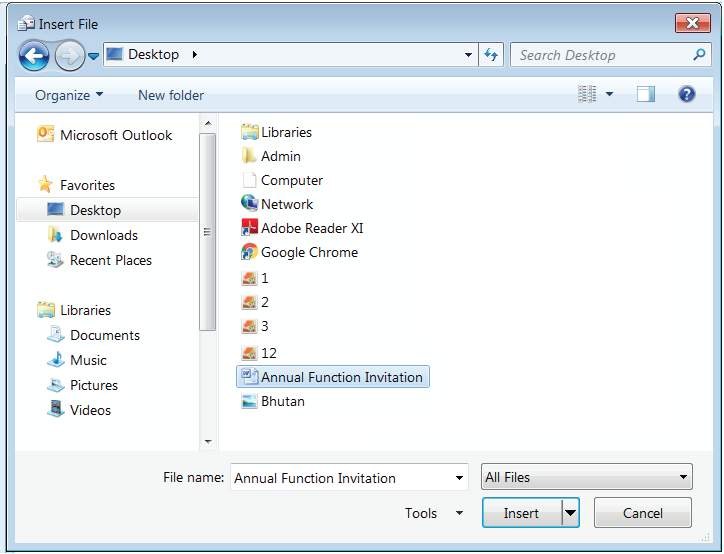 Insert File
Desktop
Search Desktop
Organize
New folder
Microsoft Outlook
Favorites
Desktop
Downloads
Recent Places
Libraries
Documents
Music
Pictures
Videos
Libraries
Admin
Computer
Network
Adobe Reader XI
Google Chrome
1
2
3
12
Annual Function Invitation
Bhutan
File name: Annual Function Invitation
All Files
Tools
Insert
Cancel